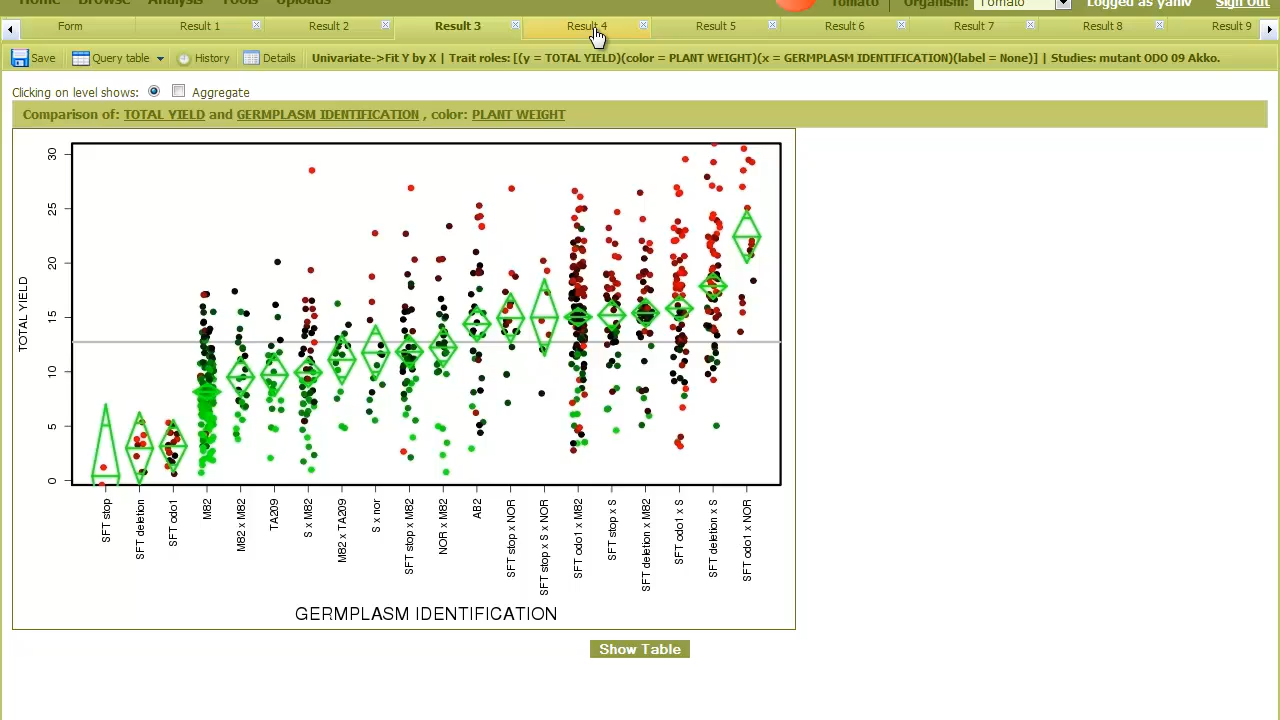 Home Browse Analysis Tools Uploads Tomato Organism: Tomato Logged as yaniv Sign Out
Form Result 1 Result 2 Result 3 Result 4 Result 5 Result 6 Result 7 Result 8 Result 9
Save Query table History Details Univariate->Fit Y by X | Trait roles: [(y = TOTAL YIELD)(color = PLANT WEIGHT)(x = GERMPLASM IDENTIFICATION)(label = None)] | Studies: mutant ODO 09 Akko.
Clicking on level shows: Aggregate
Comparison of: TOTAL YIELD and GERMPLASM IDENTIFICATION , color: PLANT WEIGHT
TOTAL YIELD
30
25
20
15
10
5
0
SFT stop
SFT deletion
SFT odo1
M82
M82 x M82
TA209
S x M82
M82 x TA209
S x nor
SFT stop x M82
NOR x M82
AB2
SFT stop x NOR
SFT stop x S x NOR
SFT odo1 x M82
SFT stop x S
SFT deletion x M82
SFT odo1 x S
SFT deletion x S
SFT odo1 x NOR
GERMPLASM IDENTIFICATION
Show Table